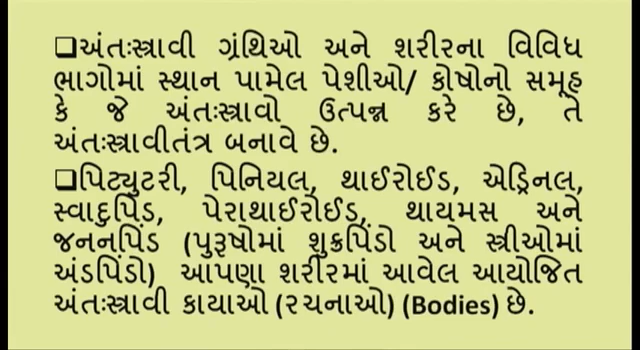 ❑અંતઃસ્ત્રાવી ગ્રંથિઓ અને શરીરના વિવિધ
ભાગોમાં સ્થાન પામેલ પેશીઓ/ કોષોનો સમૂહ
કે જે અંતઃસ્ત્રાવો ઉત્પન્ન કરે છે, તે
અંતઃસ્ત્રાવીતંત્ર બનાવે છે.
❑પિટ્યુટરી, પિનિયલ, થાઈરોઈડ, એડ્રિનલ,
સ્વાદુપિંડ, પેરાથાઈરોઈડ, થાયમસ અને
જનનપિંડ (પુરૂષોમાં શુક્રપિંડો અને સ્ત્રીઓમાં
અંડપિંડો) આપણા શરીરમાં આવેલ આયોજિત
અંતઃસ્ત્રાવી કાયાઓ (રચનાઓ) (Bodies) છે.